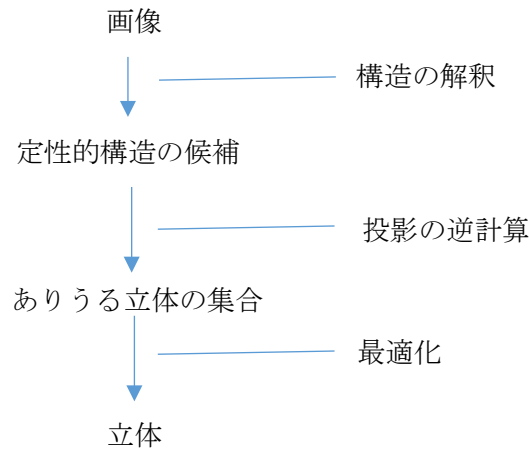 画像
構造の解釈
定性的構造の候補
投影の逆計算
ありうる立体の集合
最適化
立体